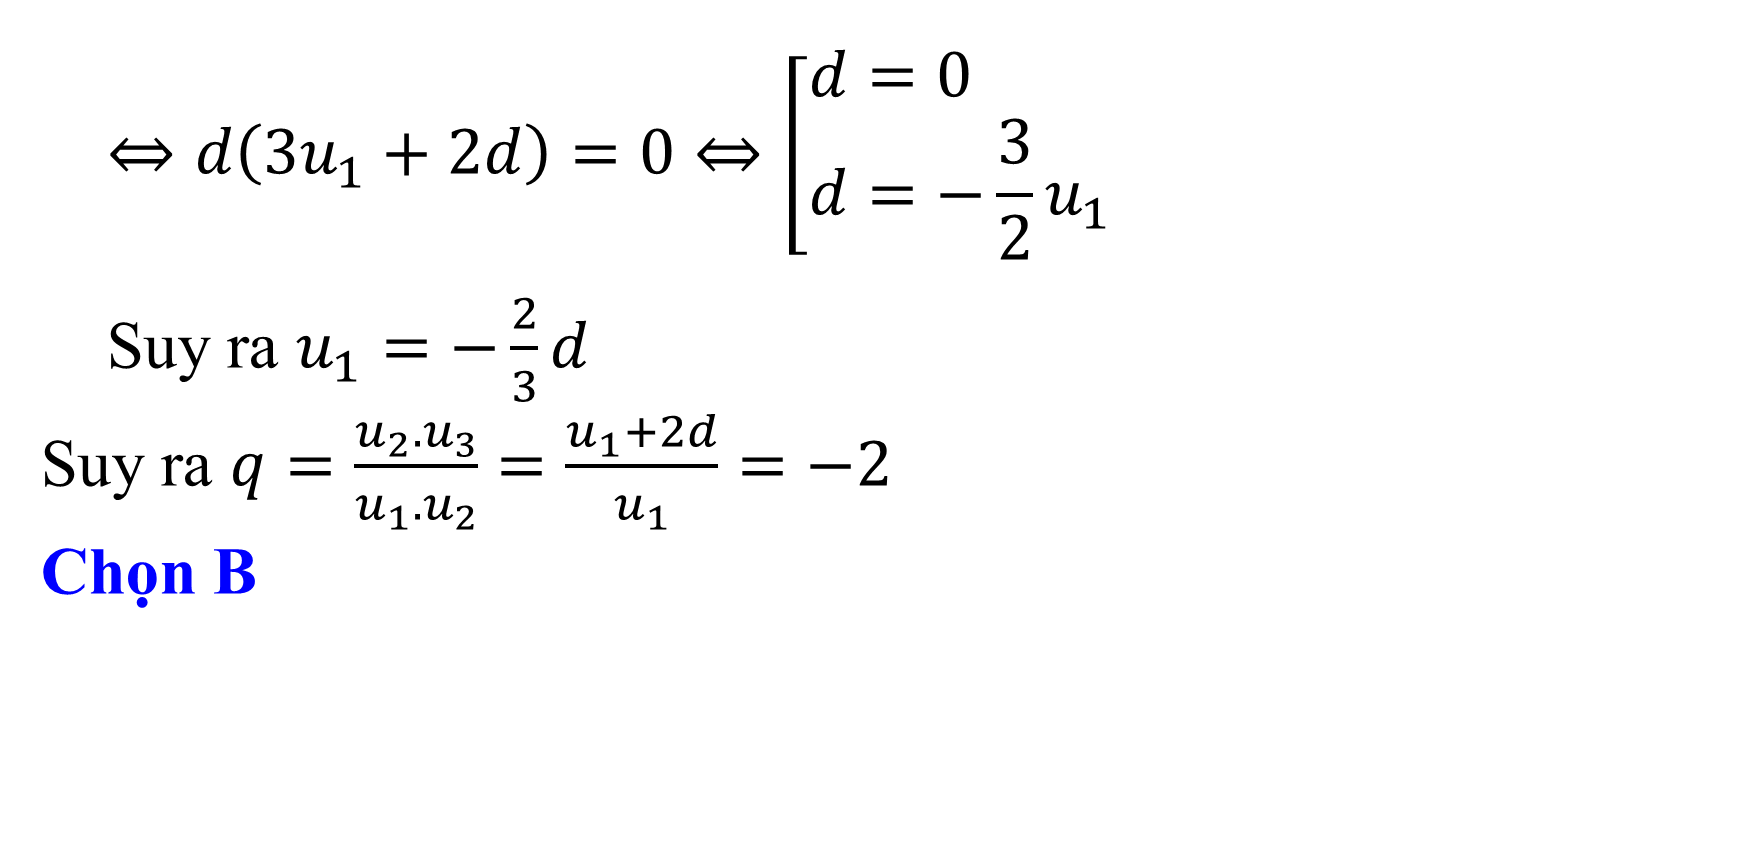 ⇔ d(3u₁ + 2d) = 0 ⇔ [d = 0
d = −3/2 u₁
Suy ra u₁ = −2/3 d
Suy ra q = u₂.u₃/u₁.u₂ = u₁+2d/u₁ = −2
Chọn B